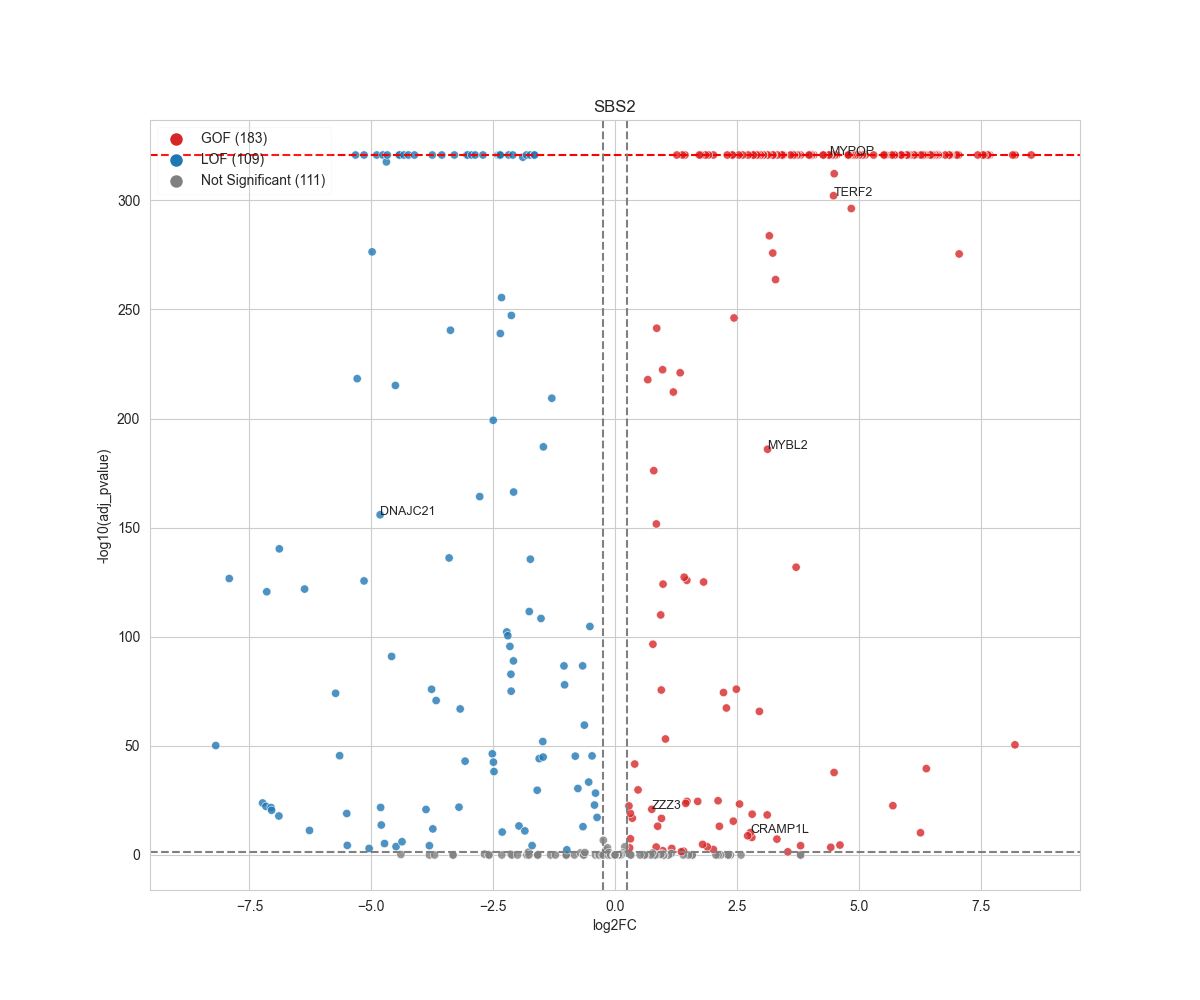 SBS2
GOF (183)
LOF (109)
Not Significant (111)
MYPOP
TERF2
MYBL2
DNAJC21
ZZZ3
CRAMP1L
300
250
200
150
100
50
0
-log10(adj_pvalue)
−7.5 −5.0 −2.5 0.0 2.5 5.0 7.5
log2FC